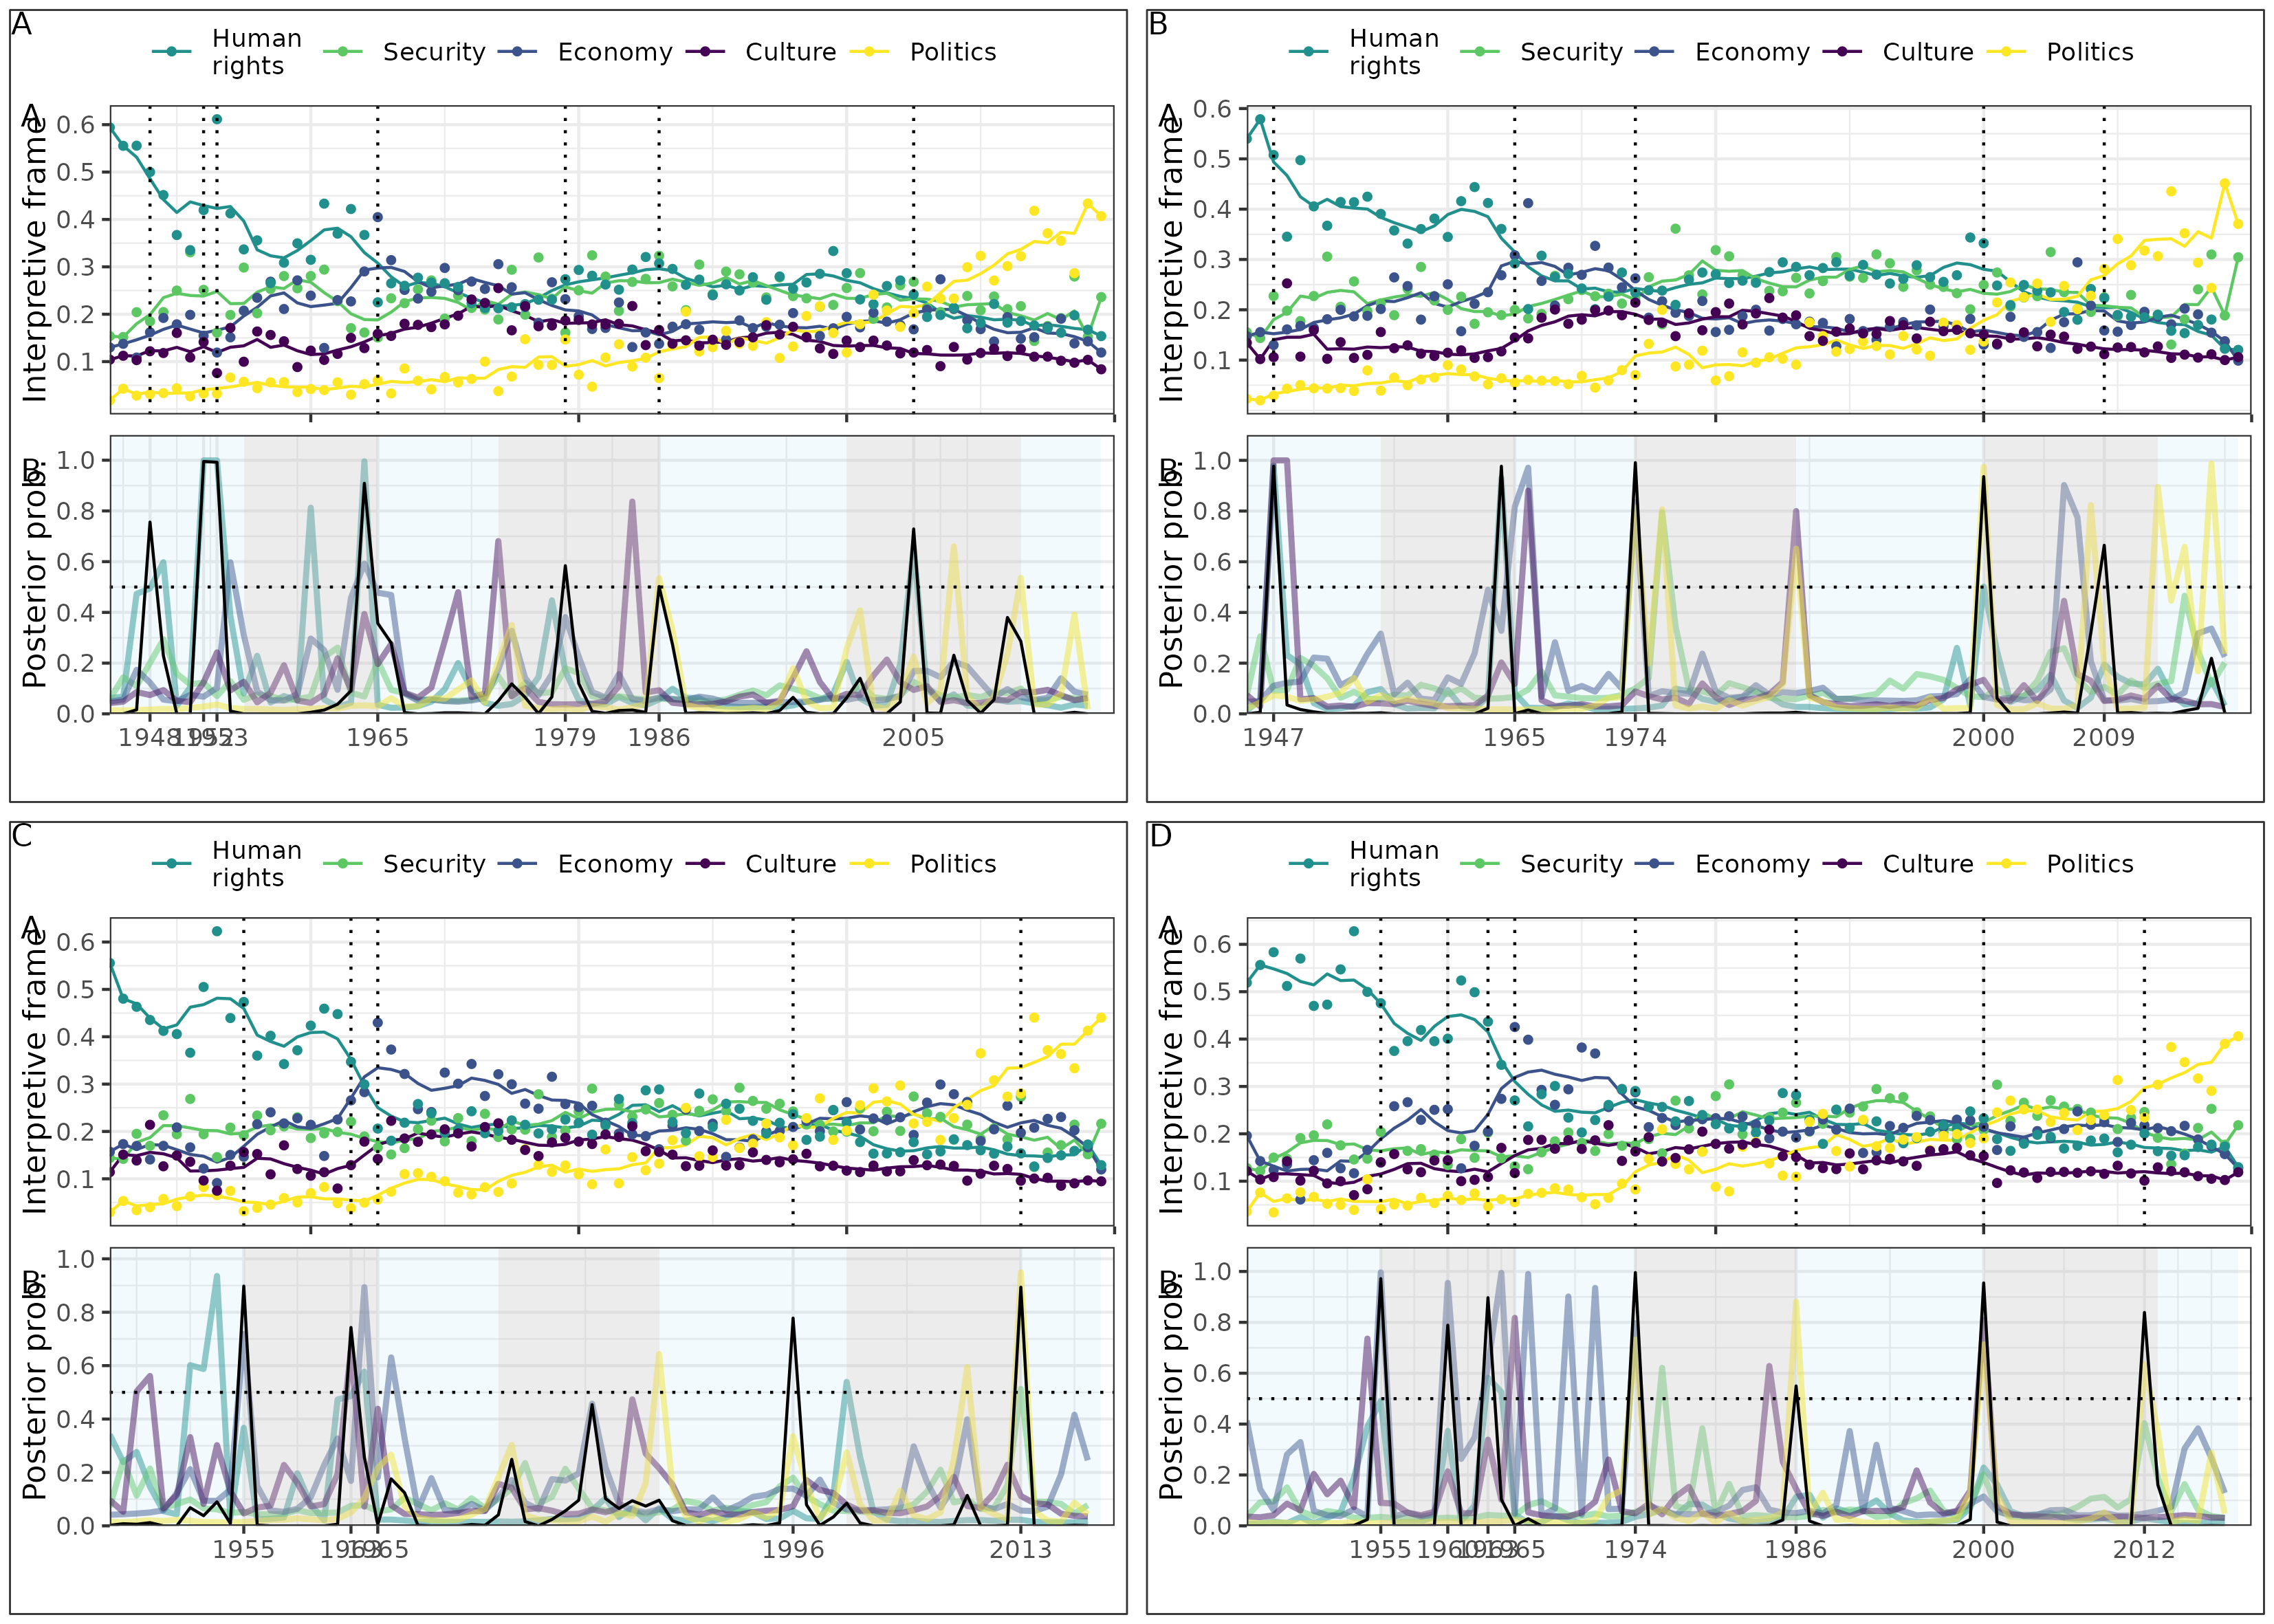 A
Human
rights
Security
Economy
Culture
Politics
A
Interpretive frame
0.6
0.5
0.4
0.3
0.2
0.1
B
Posterior prob.
1.0
0.8
0.6
0.4
0.2
0.0
1948
1952
1953
1965
1979
1986
2005
B
Human
rights
Security
Economy
Culture
Politics
A
Interpretive frame
0.6
0.5
0.4
0.3
0.2
0.1
B
Posterior prob.
1.0
0.8
0.6
0.4
0.2
0.0
1947
1965
1974
2000
2009
C
Human
rights
Security
Economy
Culture
Politics
A
Interpretive frame
0.6
0.5
0.4
0.3
0.2
0.1
B
Posterior prob.
1.0
0.8
0.6
0.4
0.2
0.0
1955
1963
1965
1996
2013
D
Human
rights
Security
Economy
Culture
Politics
A
Interpretive frame
0.6
0.5
0.4
0.3
0.2
0.1
B
Posterior prob.
1.0
0.8
0.6
0.4
0.2
0.0
1955
1960
1963
1965
1974
1986
2000
2012